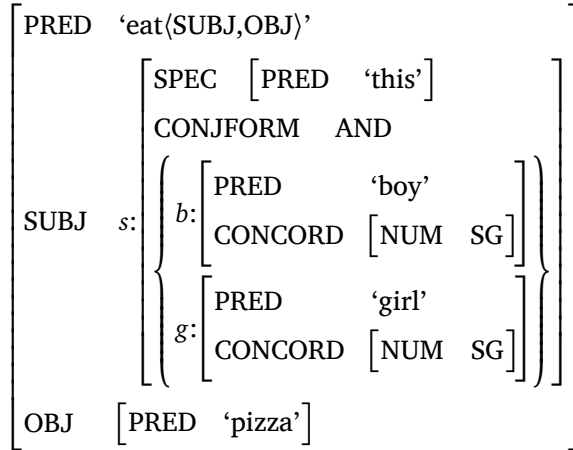 PRED ‘eat⟨SUBJ,OBJ⟩’
SPEC [PRED ‘this’]
CONJFORM AND
SUBJ s:
b: PRED ‘boy’
CONCORD [NUM SG]
g: PRED ‘girl’
CONCORD [NUM SG]
OBJ [PRED ‘pizza’]